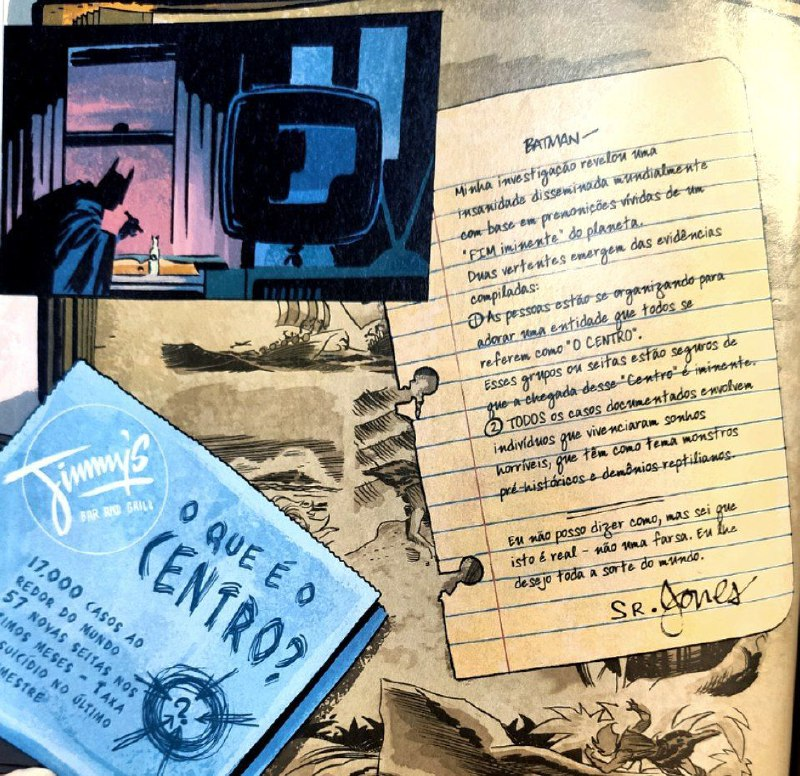 BATMAN—
Minha investigação revelou uma
insanidade disseminada mundialmente
com base em premonições vívidas de um
"FIM iminente" do planeta.
Duas vertentes emergem das evidências
compiladas:
① As pessoas estão se organizando para
adorar uma entidade que todos se
referem como "O CENTRO".
Esses grupos ou seitas estão seguros de
que a chegada desse "Centro" é iminente.
② TODOS os casos documentados envolvem
indivíduos que vivenciaram sonhos
horríveis, que têm como tema monstros
pré-históricos e demônios reptilianos.
Eu não posso dizer como, mas sei que
isto é real - não uma farsa. Eu lhe
desejo toda a sorte do mundo.
SR. Jones
Jimmy's
BAR AND GRILL
O QUE É O
CENTRO?
17.000 CASOS AO
REDOR DO MUNDO
57 NOVAS SEITAS NOS
TIMOS MESES - TAXA
SUICÍDIO NO ÚLTIMO
MESTRE
?